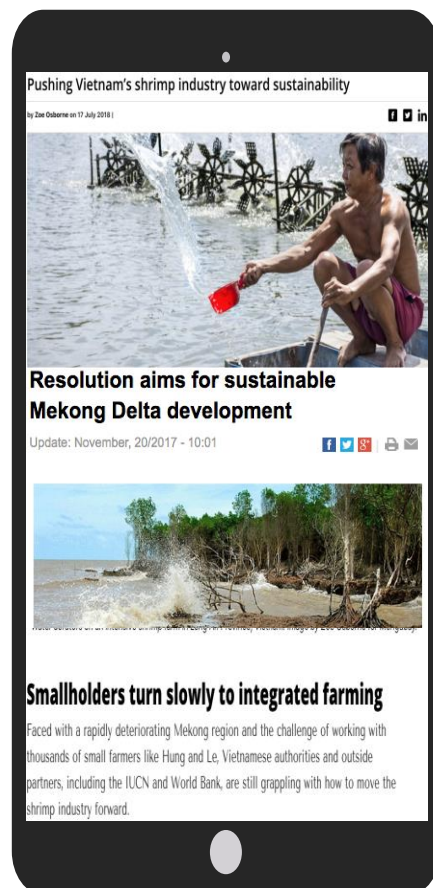 Pushing Vietnam's shrimp industry toward sustainability
by Zoe Osborne on 17 July 2018 |
Resolution aims for sustainable
Mekong Delta development
Update: November, 20/2017 - 10:01
Smallholders turn slowly to integrated farming
Faced with a rapidly deteriorating Mekong region and the challenge of working with
thousands of small farmers like Hung and Le, Vietnamese authorities and outside
partners, including the IUCN and World Bank, are still grappling with how to move the
shrimp industry forward.